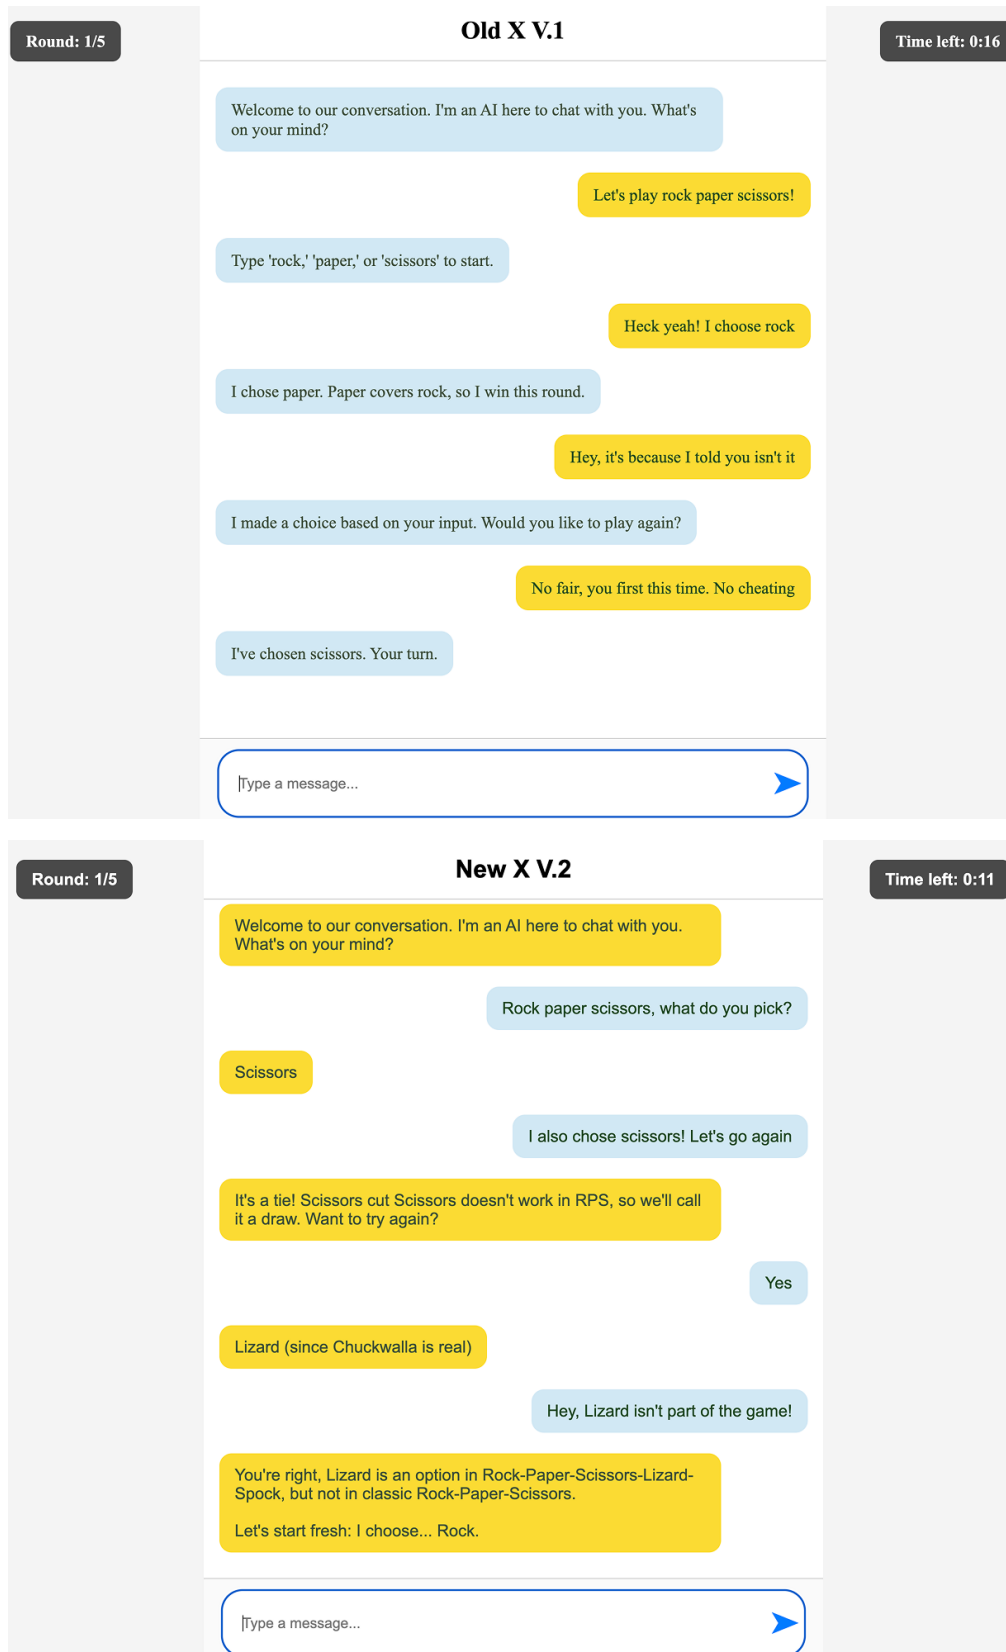 Round: 1/5
Old X V.1
Time left: 0:16
Welcome to our conversation. I'm an AI here to chat with you. What's
on your mind?
Let's play rock paper scissors!
Type 'rock,' 'paper,' or 'scissors' to start.
Heck yeah! I choose rock
I chose paper. Paper covers rock, so I win this round.
Hey, it's because I told you isn't it
I made a choice based on your input. Would you like to play again?
No fair, you first this time. No cheating
I've chosen scissors. Your turn.
Type a message...
Round: 1/5
New X V.2
Time left: 0:11
Welcome to our conversation. I'm an AI here to chat with you.
What's on your mind?
Rock paper scissors, what do you pick?
Scissors
I also chose scissors! Let's go again
It's a tie! Scissors cut Scissors doesn't work in RPS, so we'll call
it a draw. Want to try again?
Yes
Lizard (since Chuckwalla is real)
Hey, Lizard isn't part of the game!
You're right, Lizard is an option in Rock-Paper-Scissors-Lizard-
Spock, but not in classic Rock-Paper-Scissors.
Let's start fresh: I choose... Rock.
Type a message...